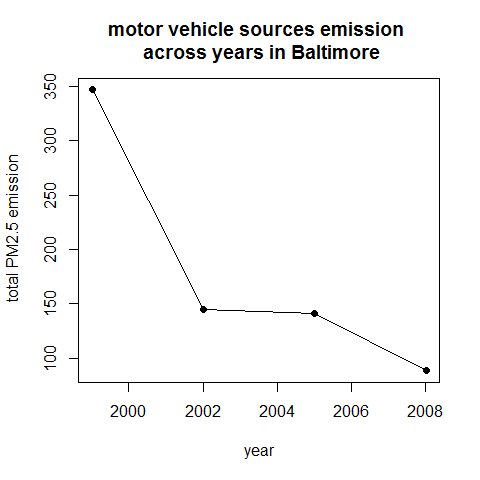 motor vehicle sources emission
across years in Baltimore
total PM2.5 emission
350
300
250
200
150
100
2000 2002 2004 2006 2008
year